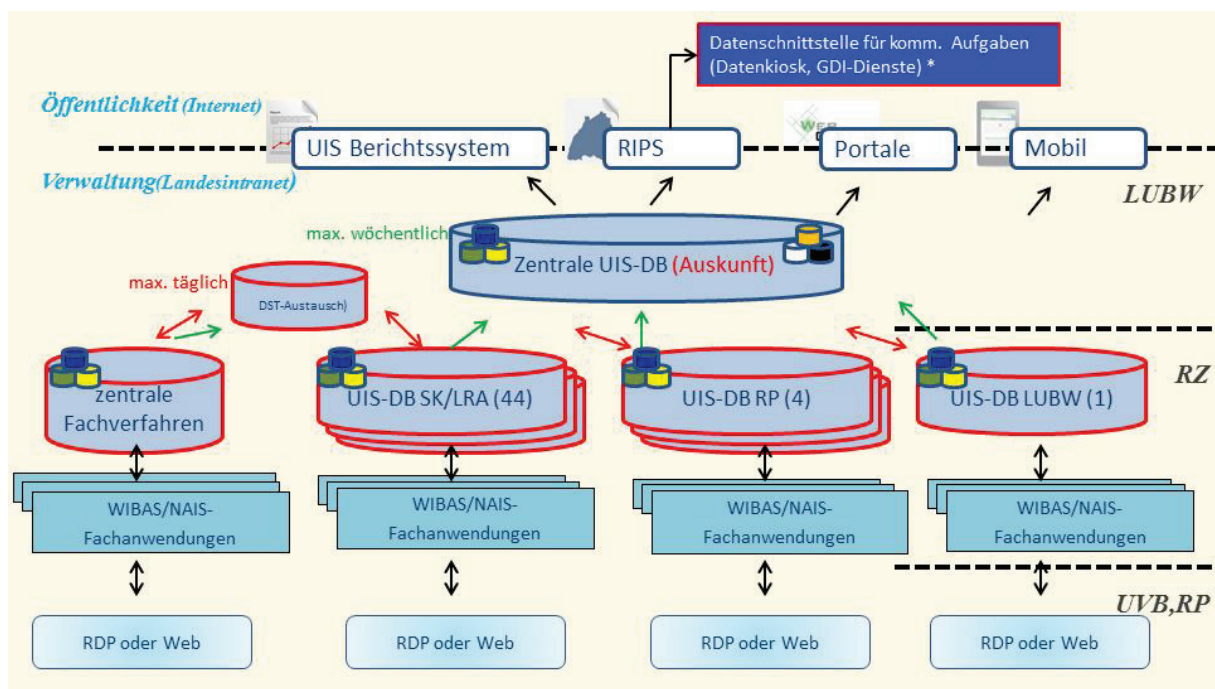 Datenschnittstelle für komm. Aufgaben
(Datenkiosk, GDI-Dienste) *
Öffentlichkeit (Internet)
UIS Berichtssystem
RIPS
Portale
Mobil
Verwaltung(Landesintranet)
LUBW
max. wöchentlich
Zentrale UIS-DB (Auskunft)
max. täglich
DST-Austausch)
zentrale
Fachverfahren
UIS-DB SK/LRA (44)
UIS-DB RP (4)
UIS-DB LUBW (1)
RZ
WIBAS/NAIS-
Fachanwendungen
WIBAS/NAIS-
Fachanwendungen
WIBAS/NAIS-
Fachanwendungen
WIBAS/NAIS-
Fachanwendungen
UVB,RP
RDP oder Web
RDP oder Web
RDP oder Web
RDP oder Web